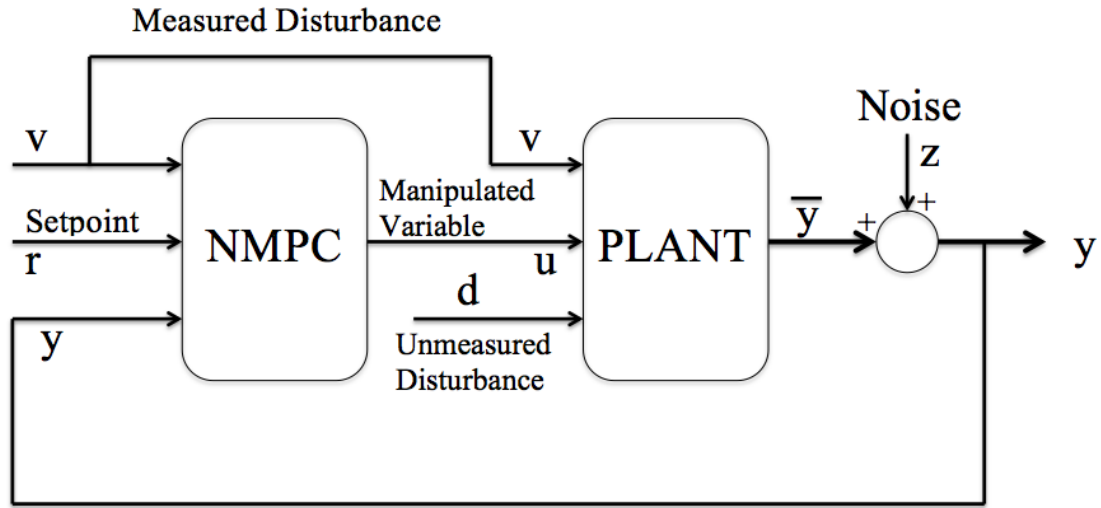 Measured Disturbance
v
v
Noise
z
+
Setpoint
r
NMPC
Manipulated
Variable
u
PLANT
ȳ
+
y
y
d
Unmeasured
Disturbance